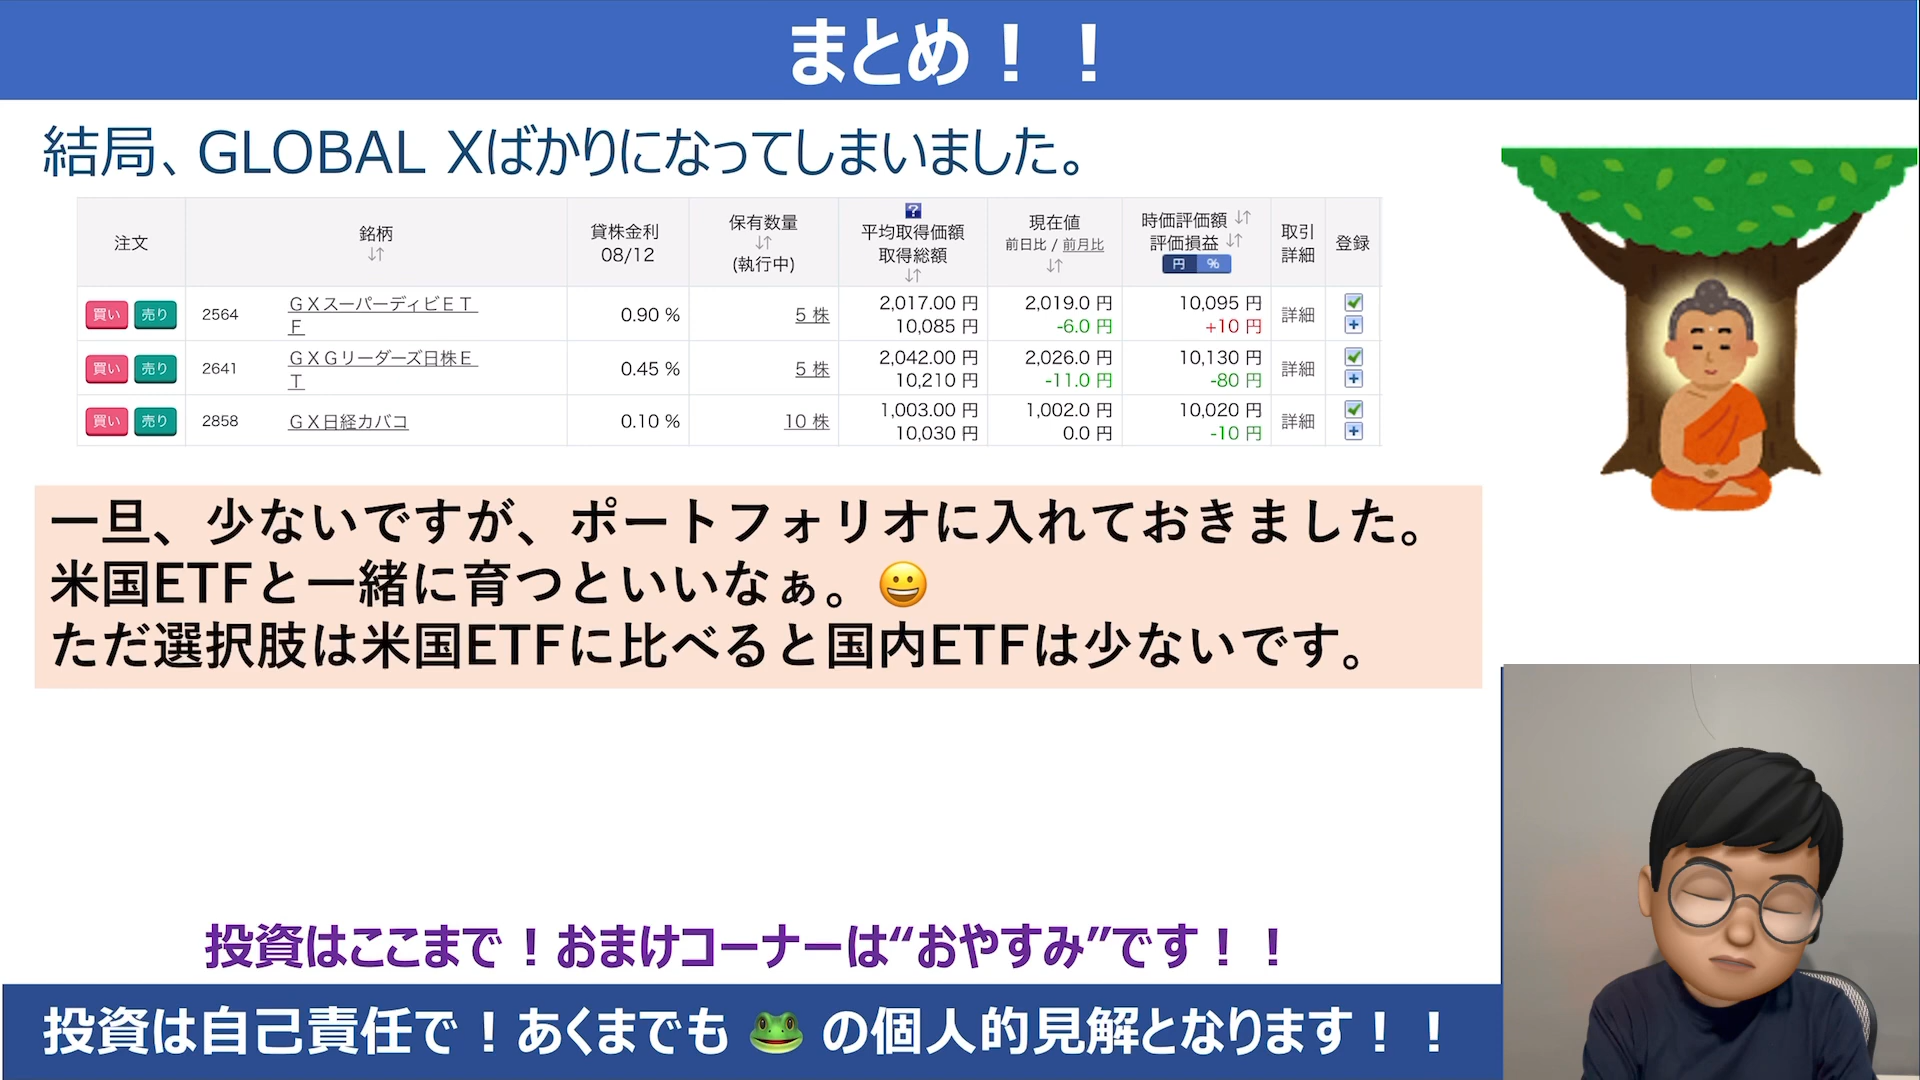 まとめ！！
結局、GLOBAL Xばかりになってしまいました。
注文 銘柄 貸株金利 08/12 保有数量 (執行中) ? 平均取得価額 取得総額 現在値 前日比 / 前月比 時価評価額 評価損益 円 % 取引 詳細 登録
買い 売り 2564 ＧＸスーパーディビＥＴＦ 0.90 % 5 株 2,017.00 円 10,085 円 2,019.0 円 -6.0 円 10,095 円 +10 円 詳細
買い 売り 2641 ＧＸＧリーダーズ日株ＥＴ 0.45 % 5 株 2,042.00 円 10,210 円 2,026.0 円 -11.0 円 10,130 円 -80 円 詳細
買い 売り 2858 ＧＸ日経カバコ 0.10 % 10 株 1,003.00 円 10,030 円 1,002.0 円 0.0 円 10,020 円 -10 円 詳細
一旦、少ないですが、ポートフォリオに入れておきました。
米国ETFと一緒に育つといいなぁ。😀
ただ選択肢は米国ETFに比べると国内ETFは少ないです。
投資はここまで！おまけコーナーは“おやすみ”です！！
投資は自己責任で！あくまでも 🐸 の個人的見解となります！！